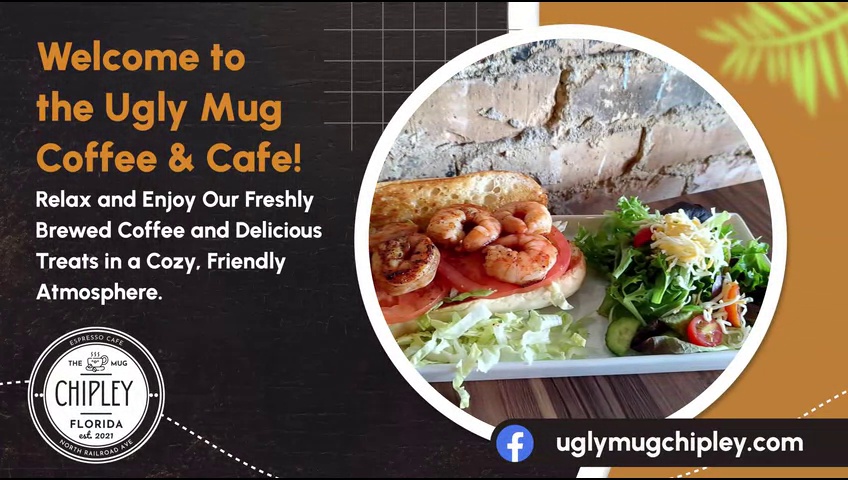 Welcome to
the Ugly Mug
Coffee & Cafe!
Relax and Enjoy Our Freshly
Brewed Coffee and Delicious
Treats in a Cozy, Friendly
Atmosphere.
ESPRESSO CAFE
THE MUG
CHIPLEY
FLORIDA
est. 2021
NORTH RAILROAD AVE
uglymugchipley.com